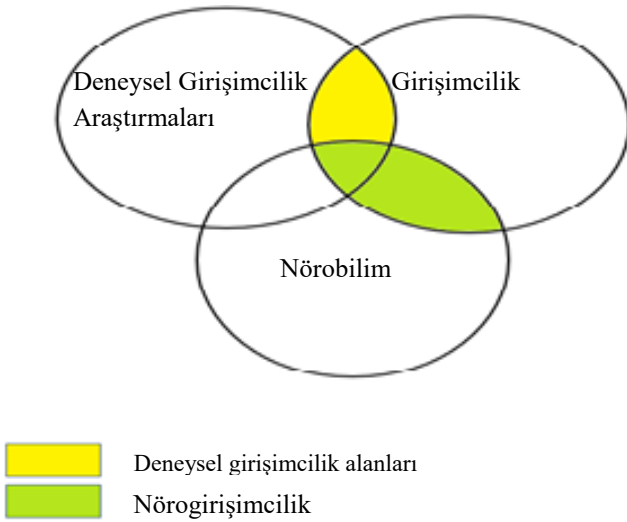 Deneysel Girişimcilik
Araştırmaları
Girişimcilik
Nörobilim
Deneysel girişimcilik alanları
Nörogirişimcilik